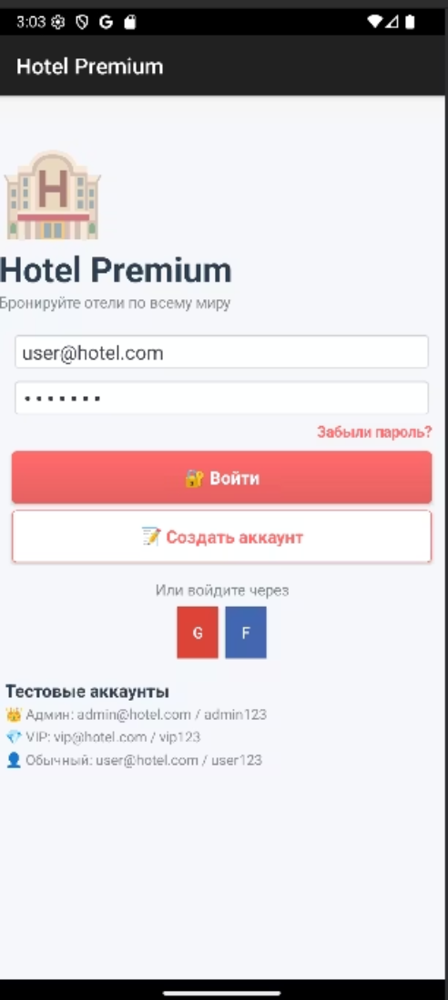 3:03 G
Hotel Premium
H
Hotel Premium
Бронируйте отели по всему миру
user@hotel.com
•••••••
Забыли пароль?
🔐 Войти
📝 Создать аккаунт
Или войдите через
G F
Тестовые аккаунты
👑 Админ: admin@hotel.com / admin123
💎 VIP: vip@hotel.com / vip123
👤 Обычный: user@hotel.com / user123